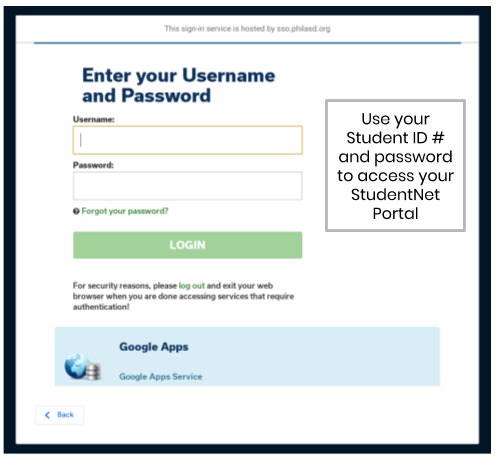 This sign-in service is hosted by sso.philasd.org
Enter your Username
and Password
Username:
Password:
Forgot your password?
LOGIN
For security reasons, please log out and exit your web
browser when you are done accessing services that require
authentication!
Google Apps
Google Apps Service
Back
Use your
Student ID #
and password
to access your
StudentNet
Portal